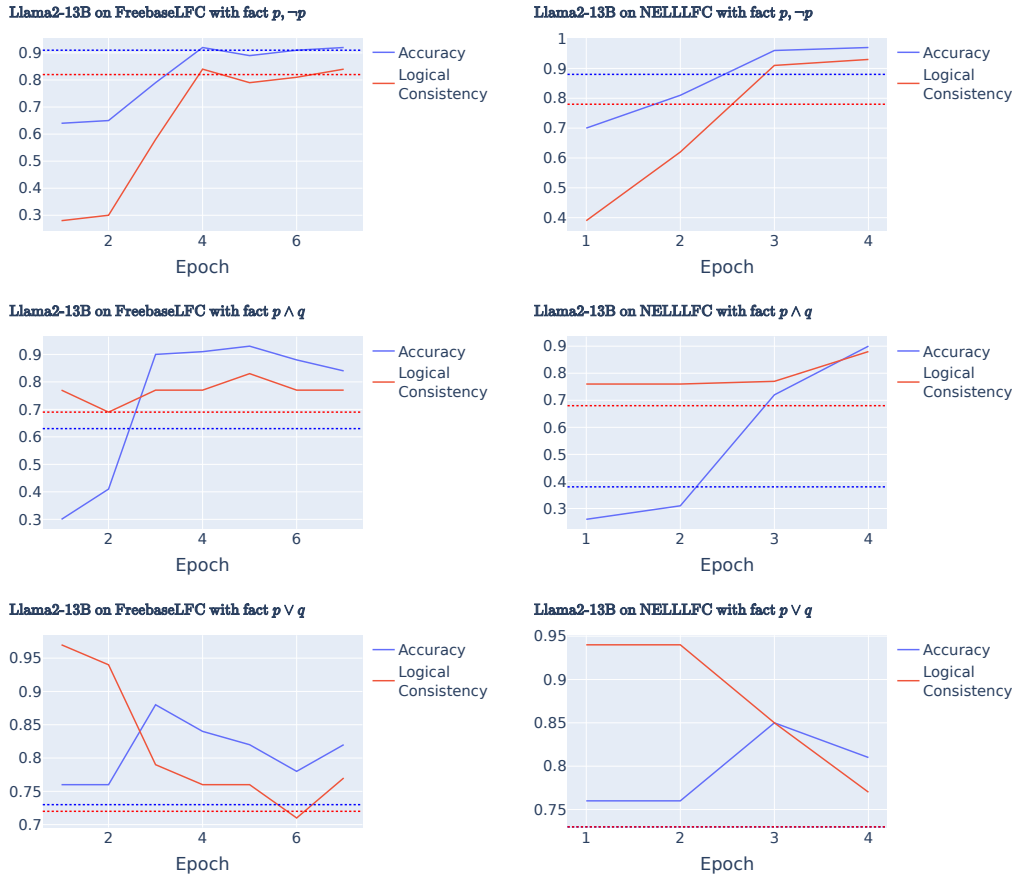 Llama2-13B on FreebaseLFC with fact p, ¬p
0.9
0.8
0.7
0.6
0.5
0.4
0.3
2
4
6
Epoch
Accuracy
Logical
Consistency
Llama2-13B on NELLLFC with fact p, ¬p
1
0.9
0.8
0.7
0.6
0.5
0.4
1
2
3
4
Epoch
Accuracy
Logical
Consistency
Llama2-13B on FreebaseLFC with fact p ∧ q
0.9
0.8
0.7
0.6
0.5
0.4
0.3
2
4
6
Epoch
Accuracy
Logical
Consistency
Llama2-13B on NELLLFC with fact p ∧ q
0.9
0.8
0.7
0.6
0.5
0.4
0.3
1
2
3
4
Epoch
Accuracy
Logical
Consistency
Llama2-13B on FreebaseLFC with fact p ∨ q
0.95
0.9
0.85
0.8
0.75
0.7
2
4
6
Epoch
Accuracy
Logical
Consistency
Llama2-13B on NELLLFC with fact p ∨ q
0.95
0.9
0.85
0.8
0.75
1
2
3
4
Epoch
Accuracy
Logical
Consistency